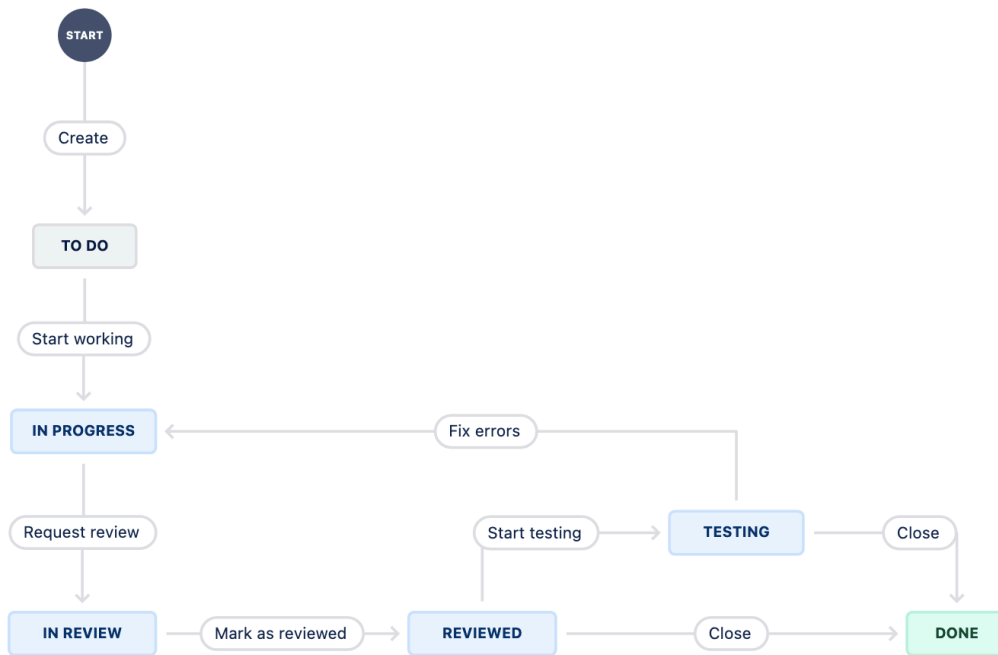 START
Create
TO DO
Start working
IN PROGRESS
Fix errors
Request review
Start testing
TESTING
Close
IN REVIEW
Mark as reviewed
REVIEWED
Close
DONE